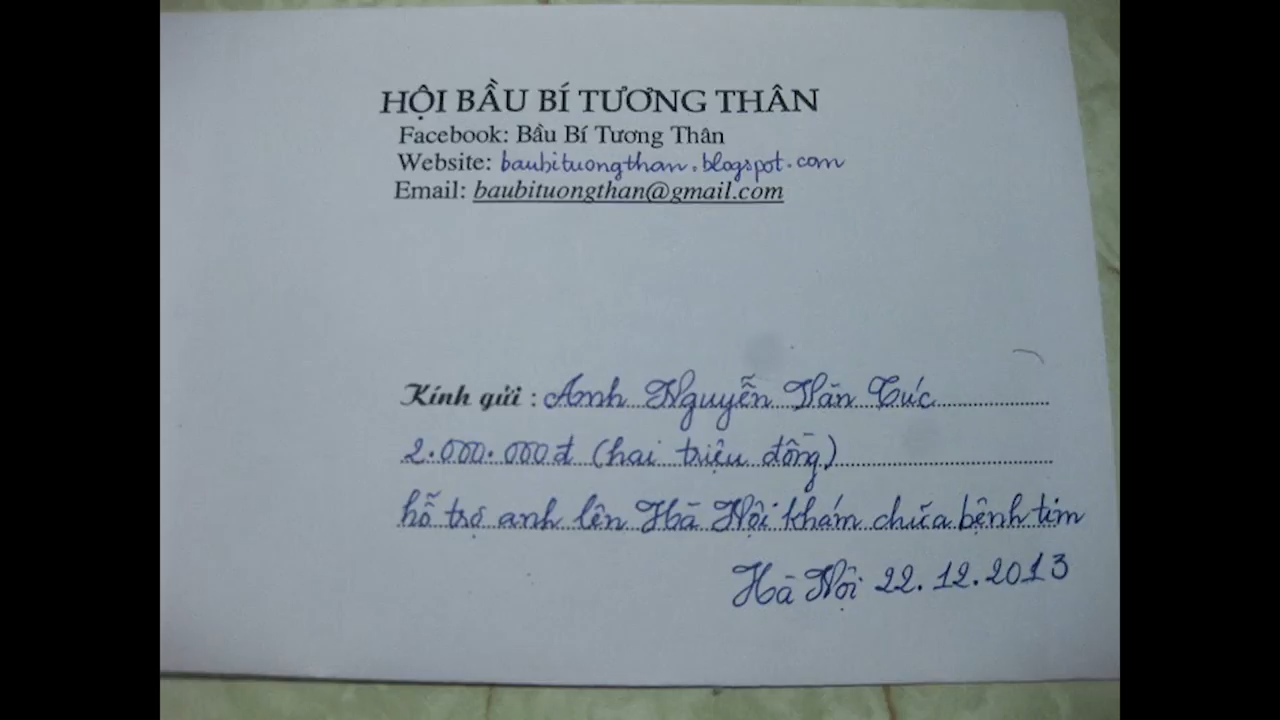 HỘI BẦU BÍ TƯƠNG THÂN
Facebook: Bầu Bí Tương Thân
Website: baubituongthan.blogspot.com
Email: baubituongthan@gmail.com
Kính gửi : Anh Nguyễn Văn Túc
2.000.000đ (hai triệu đồng)
hỗ trợ anh lên Hà Nội khám chữa bệnh tim
Hà Nội 22.12.2013